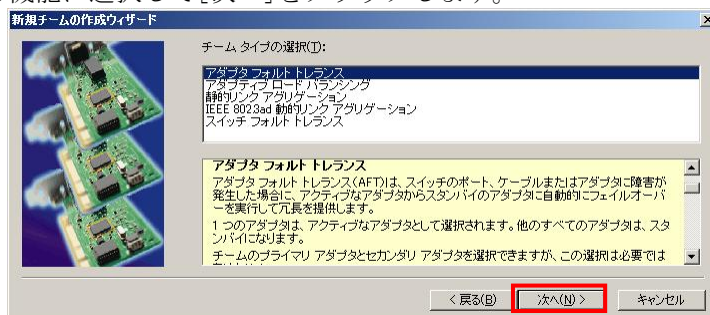 新規チームの作成ウィザード
チーム タイプの選択(T):
アダプタ フォルト トレランス
アダプティブ ロード バランシング
静的リンク アグリゲーション
IEEE 802.3ad 動的リンク アグリゲーション
スイッチ フォルト トレランス
アダプタ フォルト トレランス
アダプタ フォルト トレランス(AFT)は、スイッチのポート、ケーブルまたはアダプタに障害が
発生した場合に、アクティブなアダプタからスタンバイのアダプタに自動的にフェイルオーバ
ーを実行して冗長を提供します。
1 つのアダプタは、アクティブなアダプタとして選択されます。他のすべてのアダプタは、スタ
ンバイになります。
チームのプライマリ アダプタとセカンダリ アダプタを選択できますが、この選択は必要では
< 戻る(B)
次へ(N) >
キャンセル